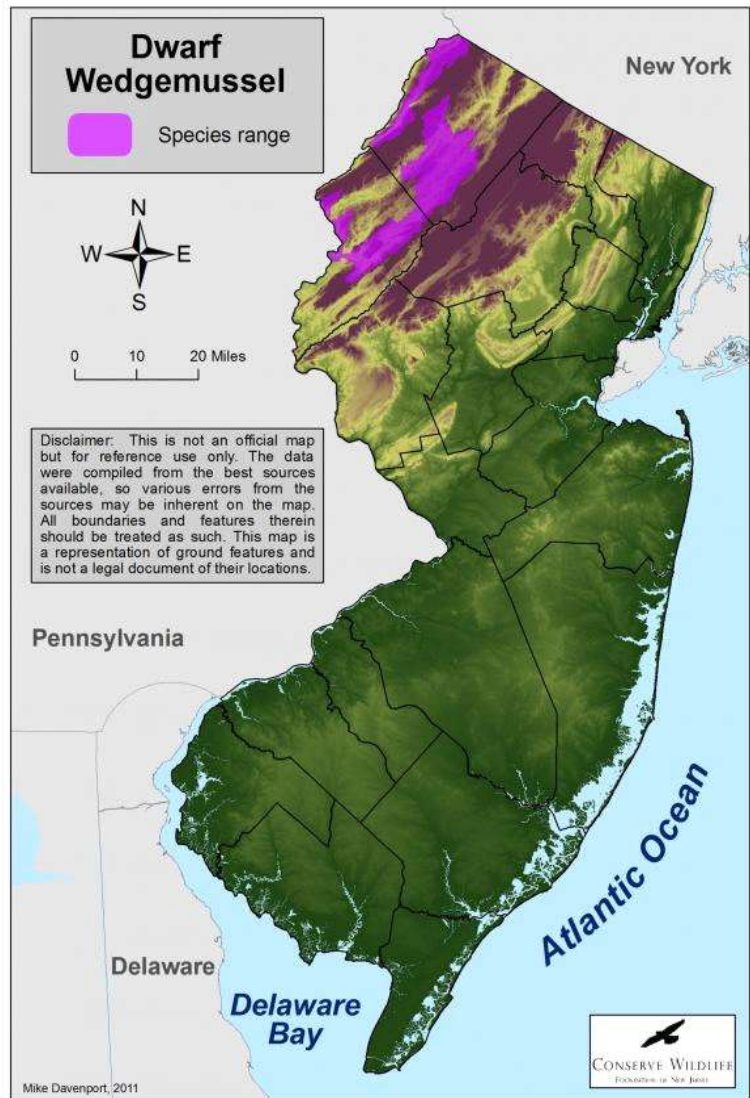 Dwarf
Wedgemussel
Species range
New York
N
W E
S
0 10 20 Miles
Disclaimer: This is not an official map
but for reference use only. The data
were compiled from the best sources
available, so various errors from the
sources may be inherent on the map.
All boundaries and features therein
should be treated as such. This map is
a representation of ground features and
is not a legal document of their locations.
Pennsylvania
Atlantic Ocean
Delaware
Delaware
Bay
CONSERVE WILDLIFE
FOUNDATION OF NEW JERSEY
Mike Davenport, 2011